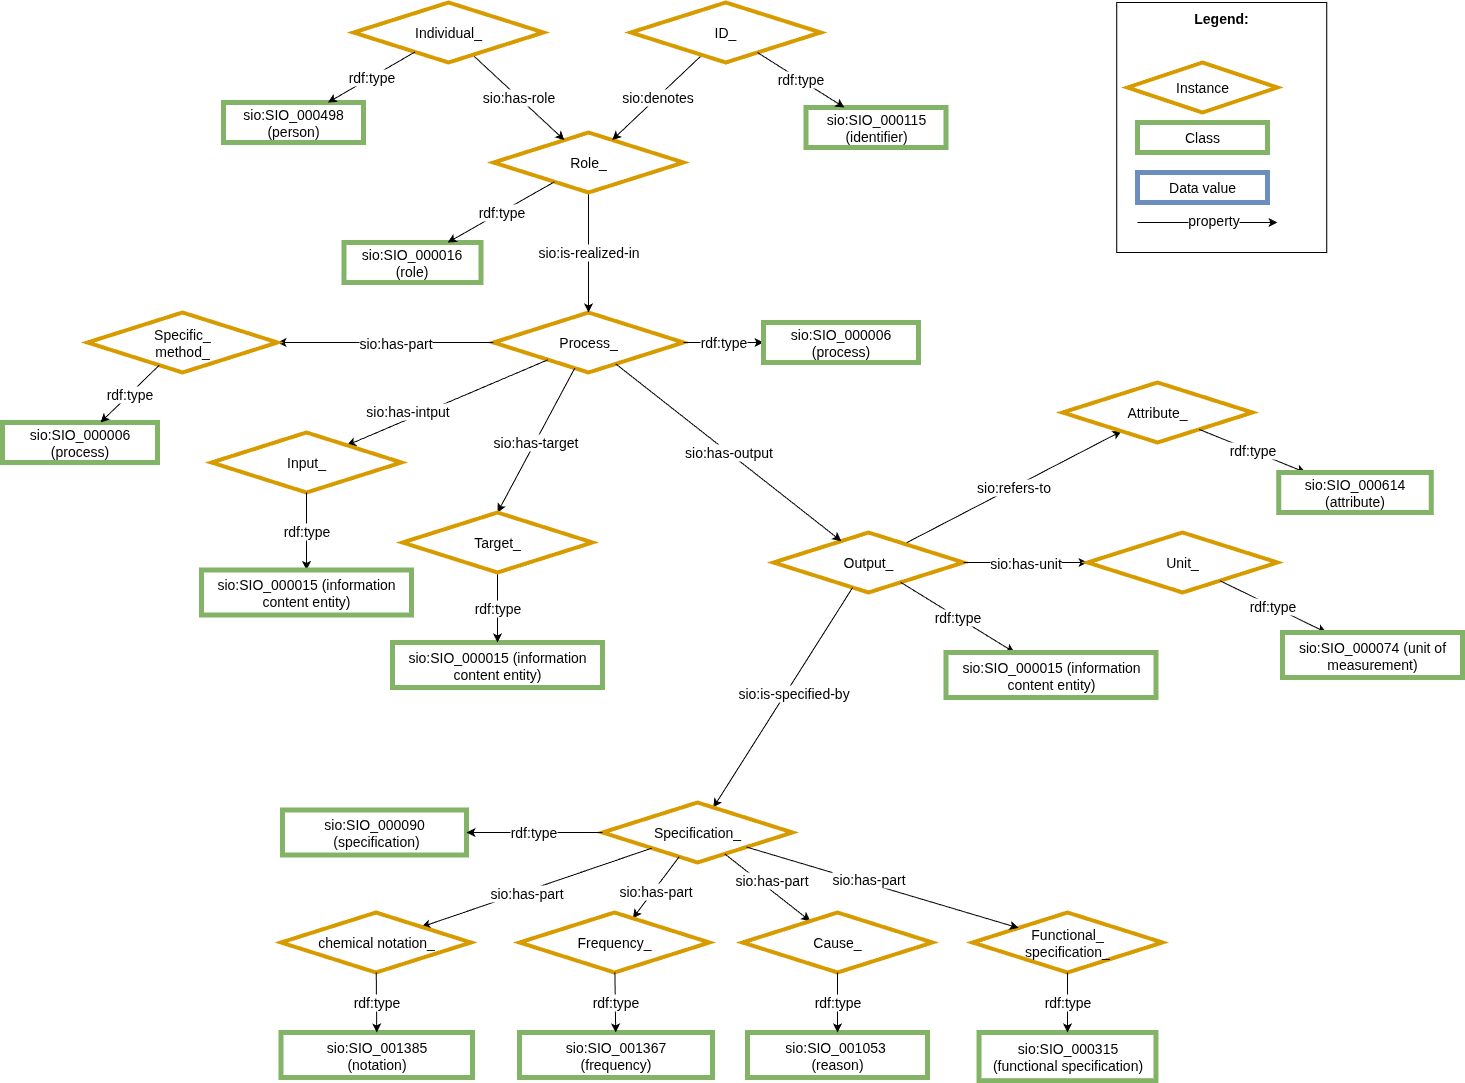 Individual_
ID_
Legend:
rdf:type
sio:has-role
sio:denotes
rdf:type
Instance
sio:SIO_000498
(person)
sio:SIO_000115
(identifier)
Class
Role_
Data value
rdf:type
property
sio:SIO_000016
(role)
sio:is-realized-in
Specific_
method_
sio:has-part
Process_
rdf:type
sio:SIO_000006
(process)
rdf:type
sio:has-intput
Attribute_
sio:SIO_000006
(process)
sio:has-target
sio:has-output
rdf:type
Input_
sio:refers-to
sio:SIO_000614
(attribute)
rdf:type
Target_
Output_
sio:has-unit
Unit_
sio:SIO_000015 (information
content entity)
rdf:type
rdf:type
rdf:type
sio:SIO_000015 (information
content entity)
sio:SIO_000015 (information
content entity)
sio:SIO_000074 (unit of
measurement)
sio:is-specified-by
sio:SIO_000090
(specification)
rdf:type
Specification_
sio:has-part
sio:has-part
sio:has-part
sio:has-part
chemical notation_
Frequency_
Cause_
Functional_
specification_
rdf:type
rdf:type
rdf:type
rdf:type
sio:SIO_001385
(notation)
sio:SIO_001367
(frequency)
sio:SIO_001053
(reason)
sio:SIO_000315
(functional specification)